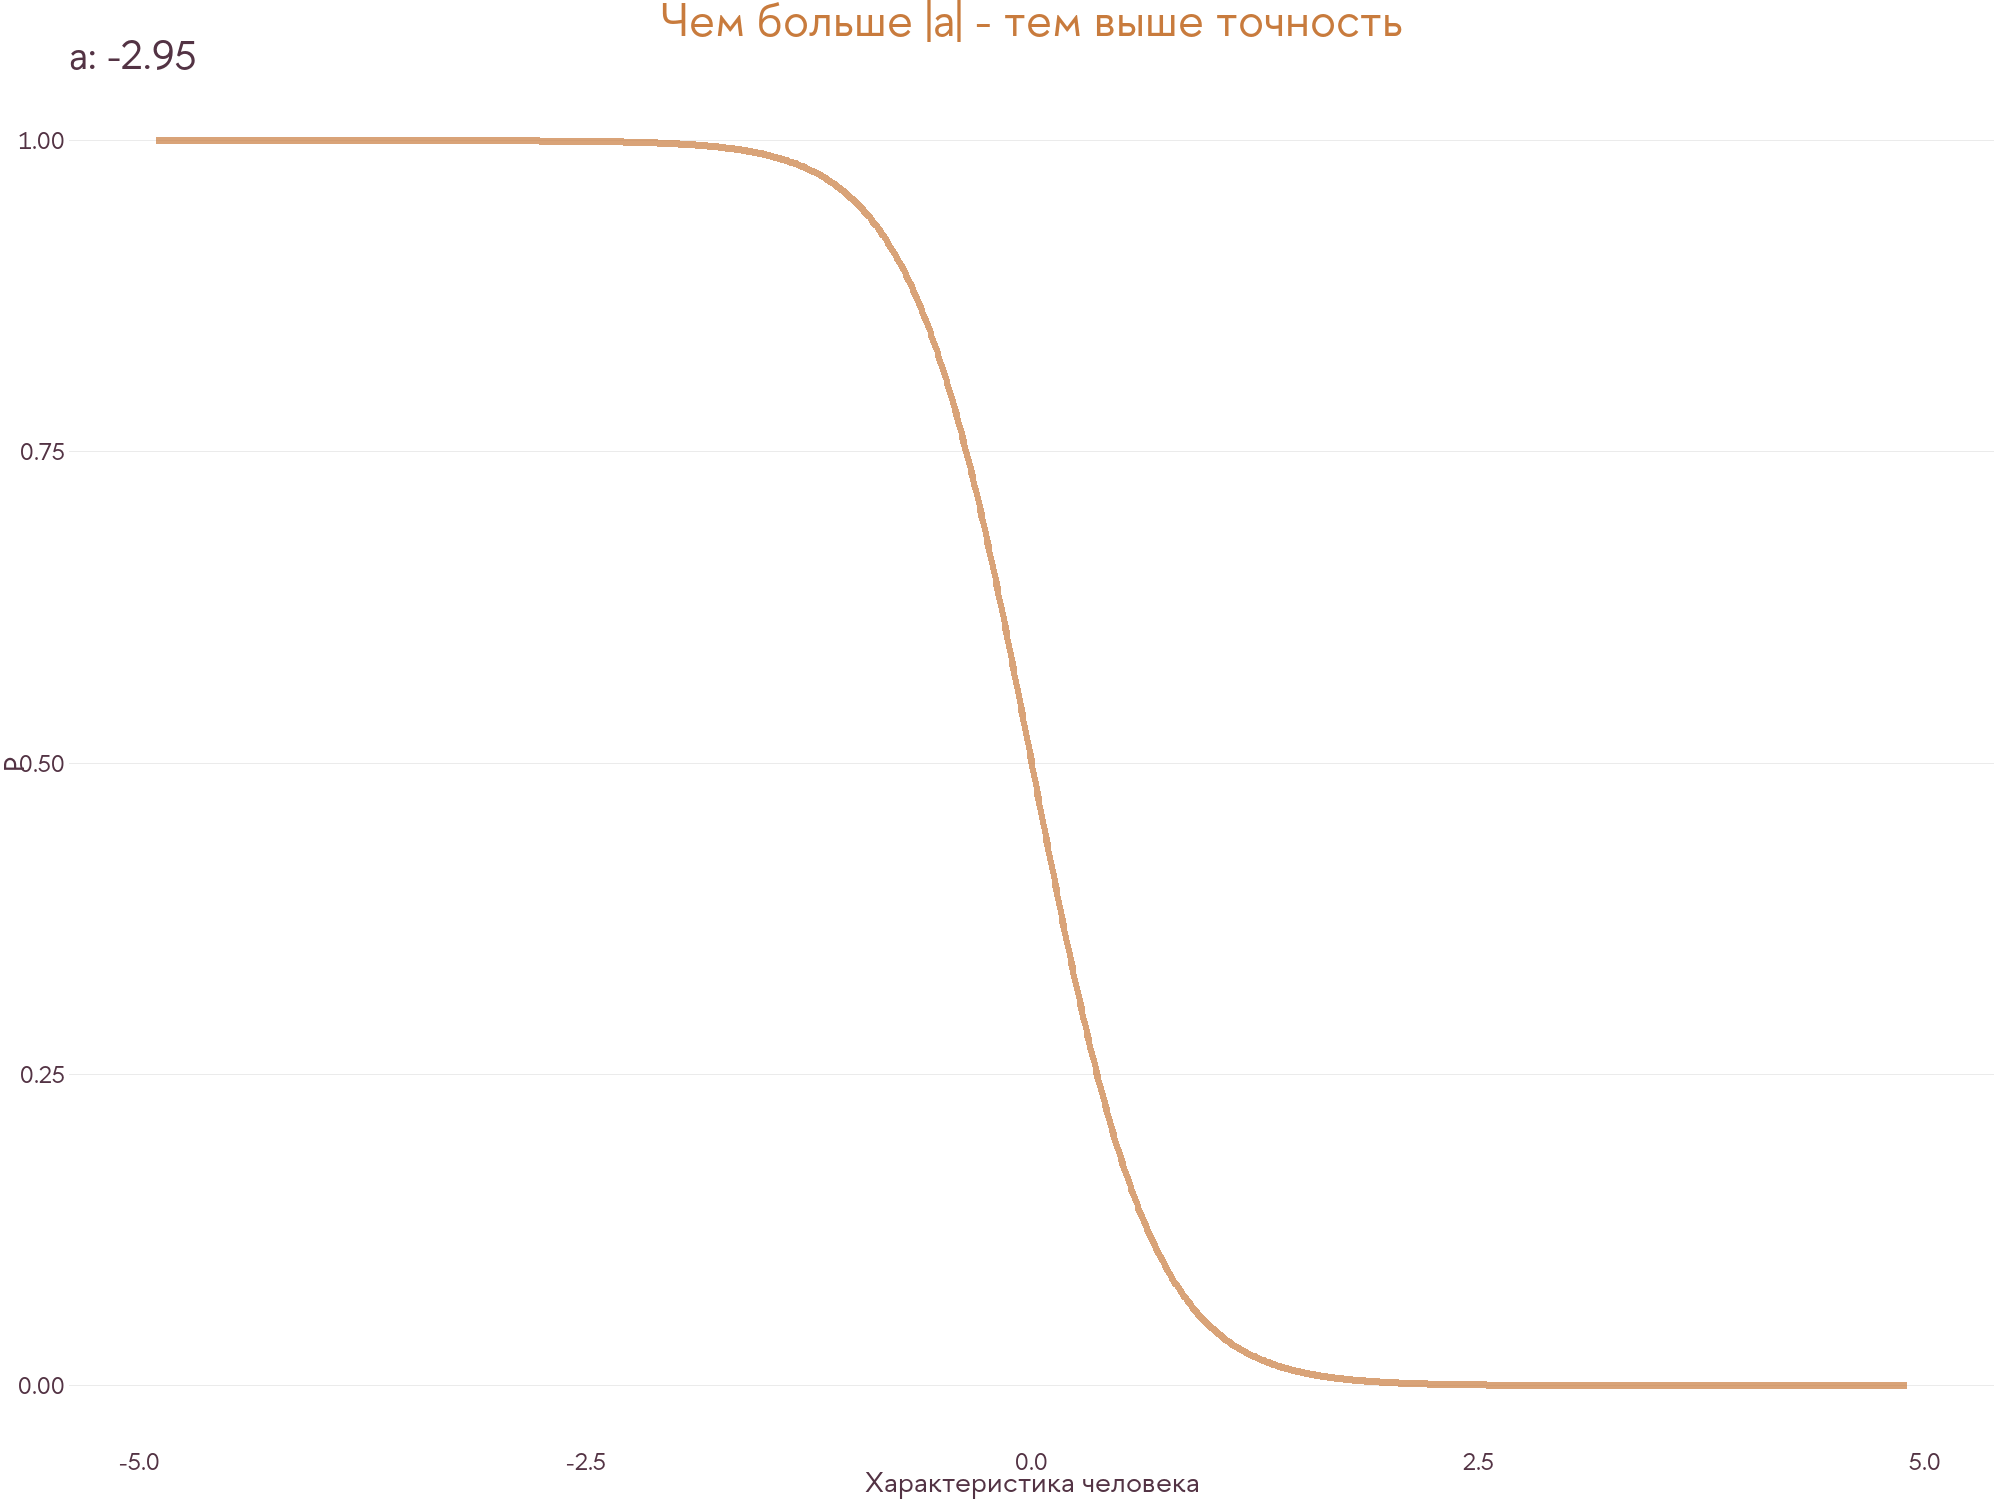 Чем больше |a| - тем выше точность
a: -2.95
1.00
0.75
0.50
0.25
0.00
P
-5.0 -2.5 0.0 2.5 5.0
Характеристика человека